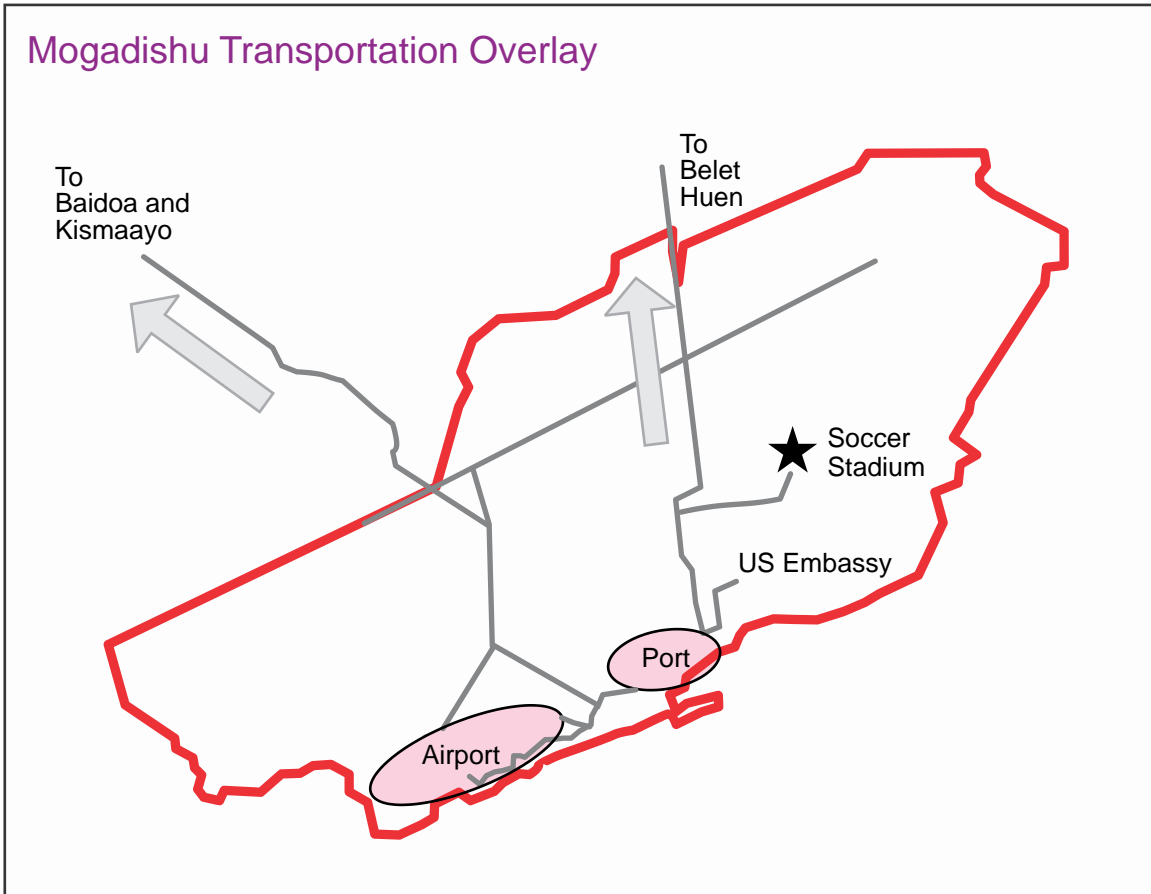 Mogadishu Transportation Overlay
To
Baidoa and
Kismaayo
To
Belet
Huen
Soccer
Stadium
US Embassy
Port
Airport